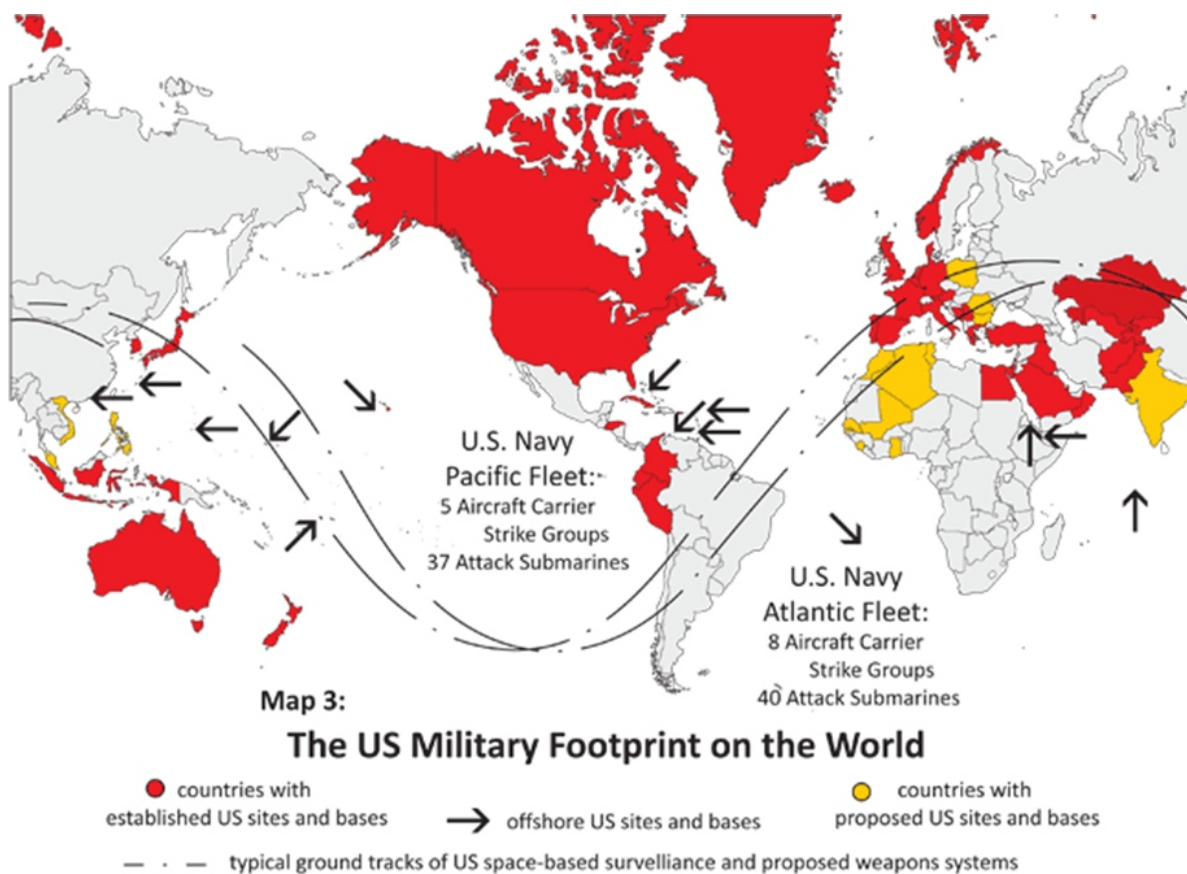 U.S. Navy
Pacific Fleet:
5 Aircraft Carrier
Strike Groups
37 Attack Submarines
U.S. Navy
Atlantic Fleet:
8 Aircraft Carrier
Strike Groups
40 Attack Submarines
Map 3:
The US Military Footprint on the World
countries with
established US sites and bases
offshore US sites and bases
countries with
proposed US sites and bases
typical ground tracks of US space-based survelliance and proposed weapons systems